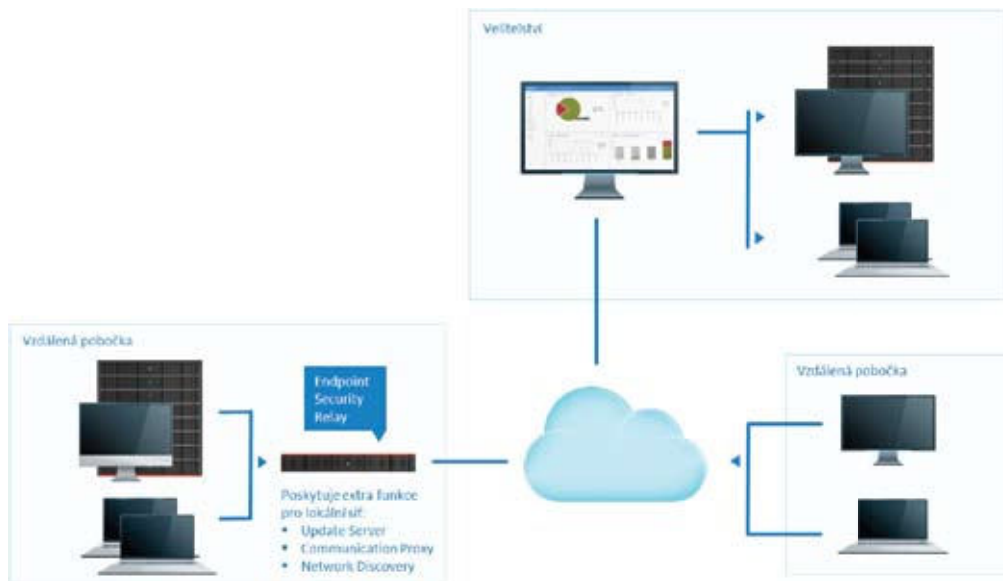 Velitelství
Vzdálená pobočka
Endpoint
Security
Relay
Poskytuje extra funkce
pro lokální síť:
• Update Server
• Communication Proxy
• Network Discovery
Vzdálená pobočka